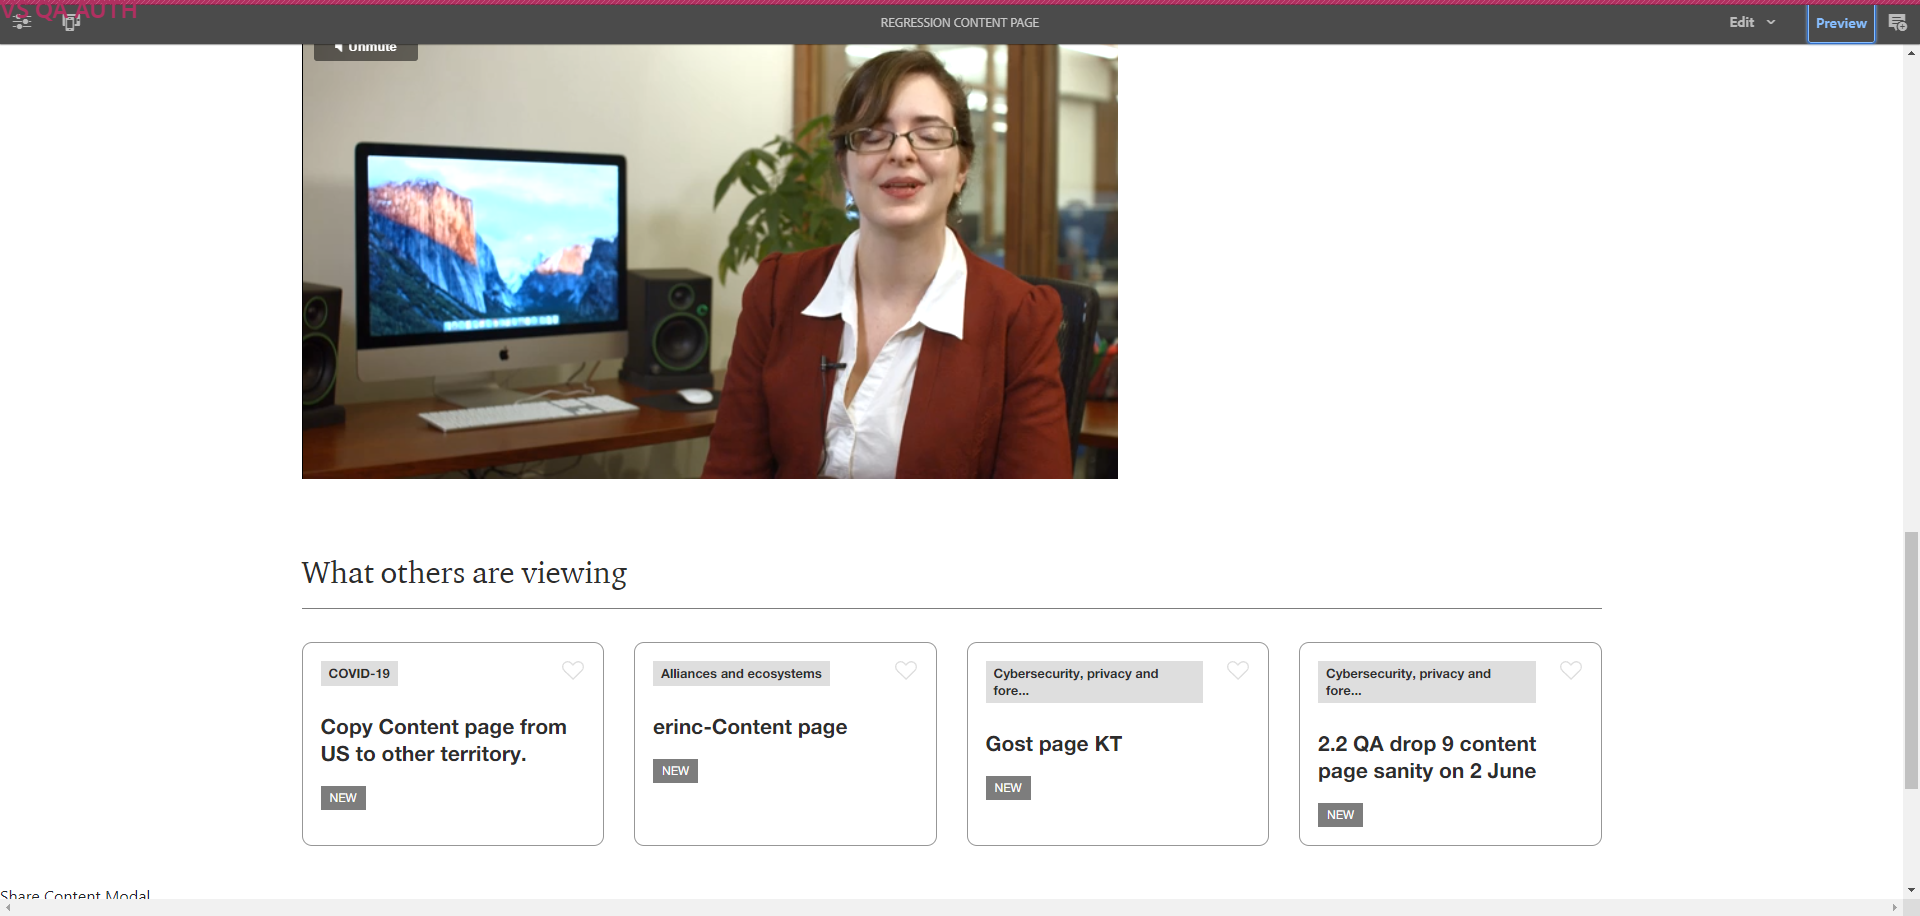 VS QA AUTH
REGRESSION CONTENT PAGE
Edit
Preview
Unmute
What others are viewing
COVID-19
Copy Content page from
US to other territory.
NEW
Alliances and ecosystems
erinc-Content page
NEW
Cybersecurity, privacy and
fore...
Gost page KT
NEW
Cybersecurity, privacy and
fore...
2.2 QA drop 9 content
page sanity on 2 June
NEW
Share Content Modal